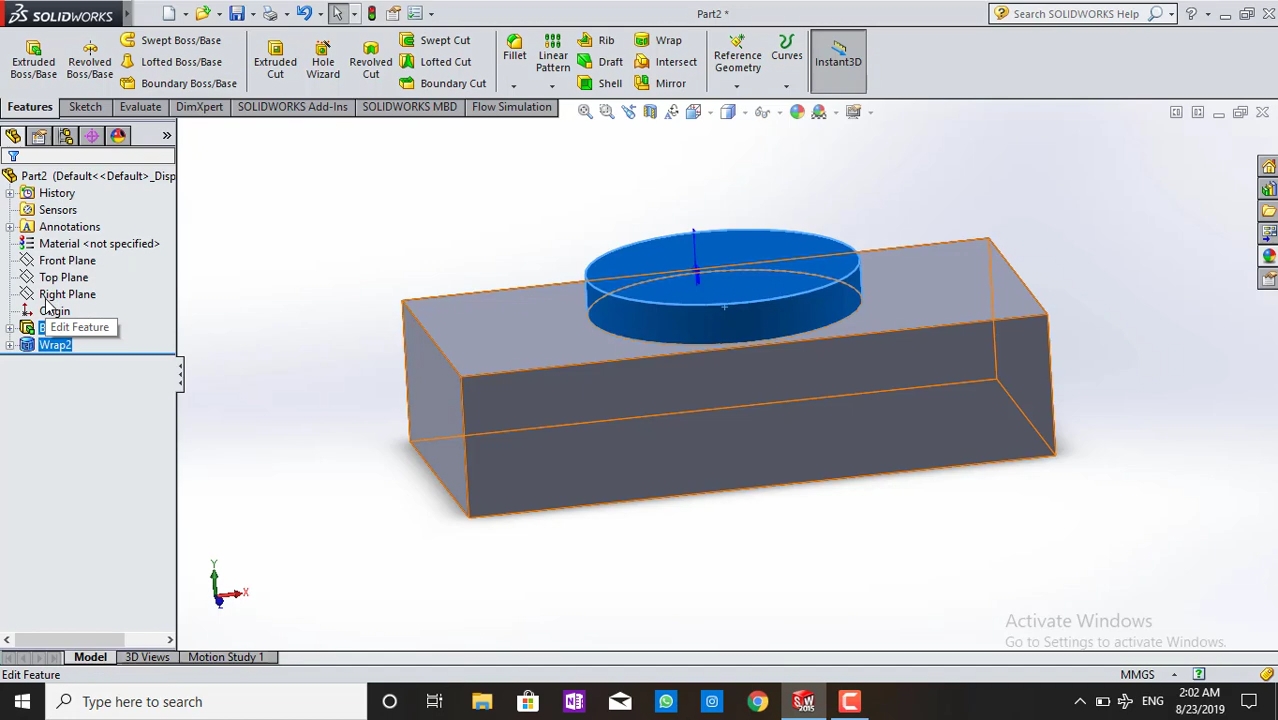 SOLIDWORKS
Part2 *
Search SOLIDWORKS Help
Extruded Boss/Base
Revolved Boss/Base
Swept Boss/Base
Lofted Boss/Base
Boundary Boss/Base
Extruded Cut
Hole Wizard
Revolved Cut
Swept Cut
Lofted Cut
Boundary Cut
Fillet
Linear Pattern
Rib
Draft
Shell
Wrap
Intersect
Mirror
Reference Geometry
Curves
Instant3D
Features
Sketch
Evaluate
DimXpert
SOLIDWORKS Add-Ins
SOLIDWORKS MBD
Flow Simulation
Part2 (Default<<Default>_Disp
History
Sensors
Annotations
Material <not specified>
Front Plane
Top Plane
Right Plane
Edit Feature
Wrap2
Y
X
Z
Activate Windows
Go to Settings to activate Windows.
Model
3D Views
Motion Study 1
Edit Feature
MMGS
Type here to search
SW
2015
ENG
2:02 AM
8/23/2019